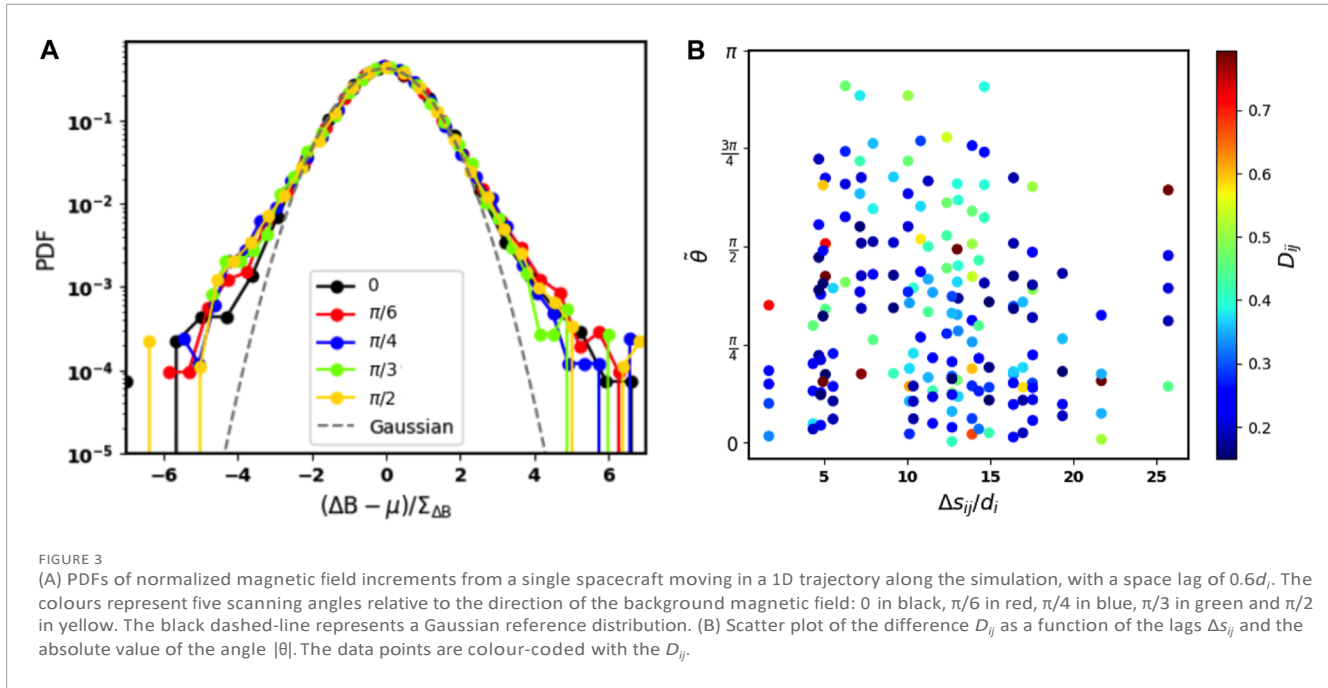 A
10⁻¹
10⁻²
10⁻³
10⁻⁴
10⁻⁵
PDF
0
π/6
π/4
π/3
π/2
Gaussian
−6 −4 −2 0 2 4 6
(ΔB − μ)/Σ_ΔB
B
π
3π/4
π/2
π/4
0
θ̃
5 10 15 20 25
Δs_ij/d_i
0.7
0.6
0.5
0.4
0.3
0.2
D_ij
FIGURE 3
(A) PDFs of normalized magnetic field increments from a single spacecraft moving in a 1D trajectory along the simulation, with a space lag of 0.6d_i. The
colours represent five scanning angles relative to the direction of the background magnetic field: 0 in black, π/6 in red, π/4 in blue, π/3 in green and π/2
in yellow. The black dashed-line represents a Gaussian reference distribution. (B) Scatter plot of the difference D_ij as a function of the lags Δs_ij and the
absolute value of the angle |θ|. The data points are colour-coded with the D_ij.